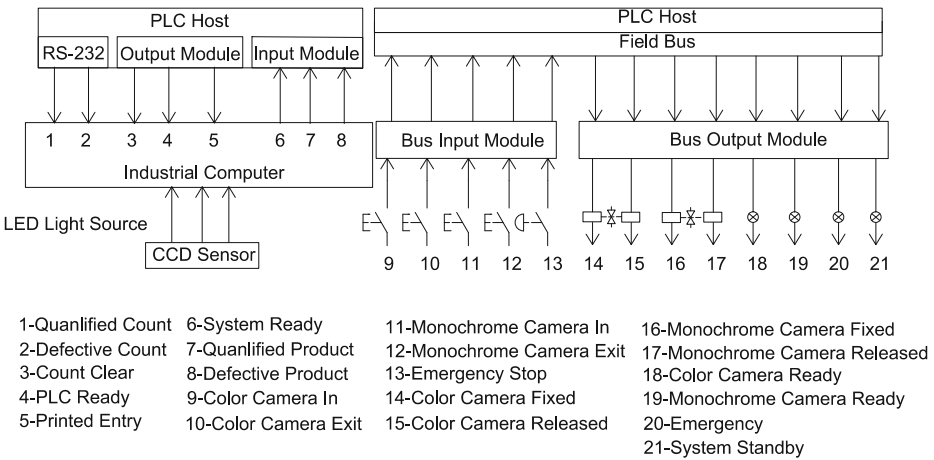 PLC Host
RS-232 Output Module Input Module
1 2 3 4 5 6 7 8
Industrial Computer
LED Light Source
CCD Sensor
PLC Host
Field Bus
Bus Input Module
Bus Output Module
9 10 11 12 13 14 15 16 17 18 19 20 21
1-Quanlified Count
2-Defective Count
3-Count Clear
4-PLC Ready
5-Printed Entry
6-System Ready
7-Quanlified Product
8-Defective Product
9-Color Camera In
10-Color Camera Exit
11-Monochrome Camera In
12-Monochrome Camera Exit
13-Emergency Stop
14-Color Camera Fixed
15-Color Camera Released
16-Monochrome Camera Fixed
17-Monochrome Camera Released
18-Color Camera Ready
19-Monochrome Camera Ready
20-Emergency
21-System Standby